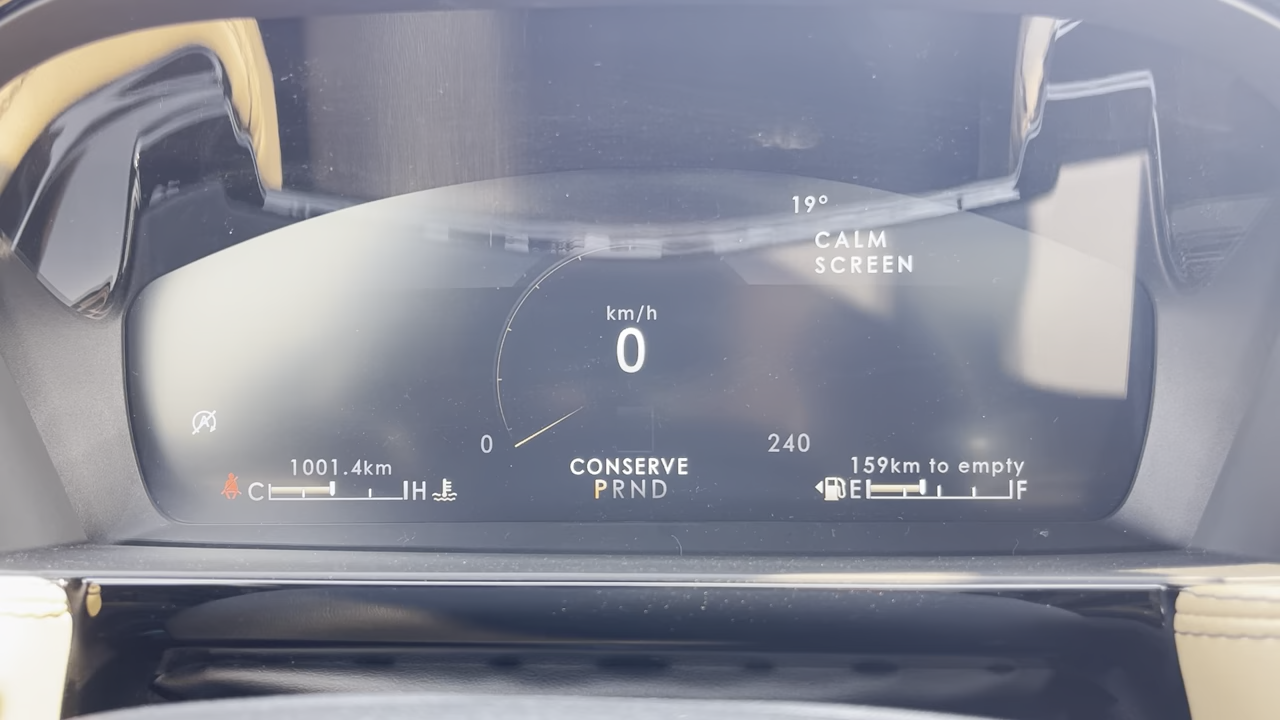 19°
CALM
SCREEN
km/h
0
0
240
1001.4km
CONSERVE
159km to empty
C H
PRND
E F